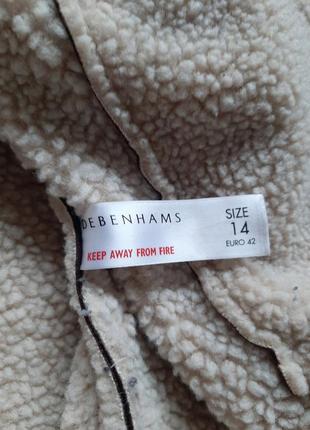 DEBENHAMS
KEEP AWAY FROM FIRE
SIZE
14
EURO 42